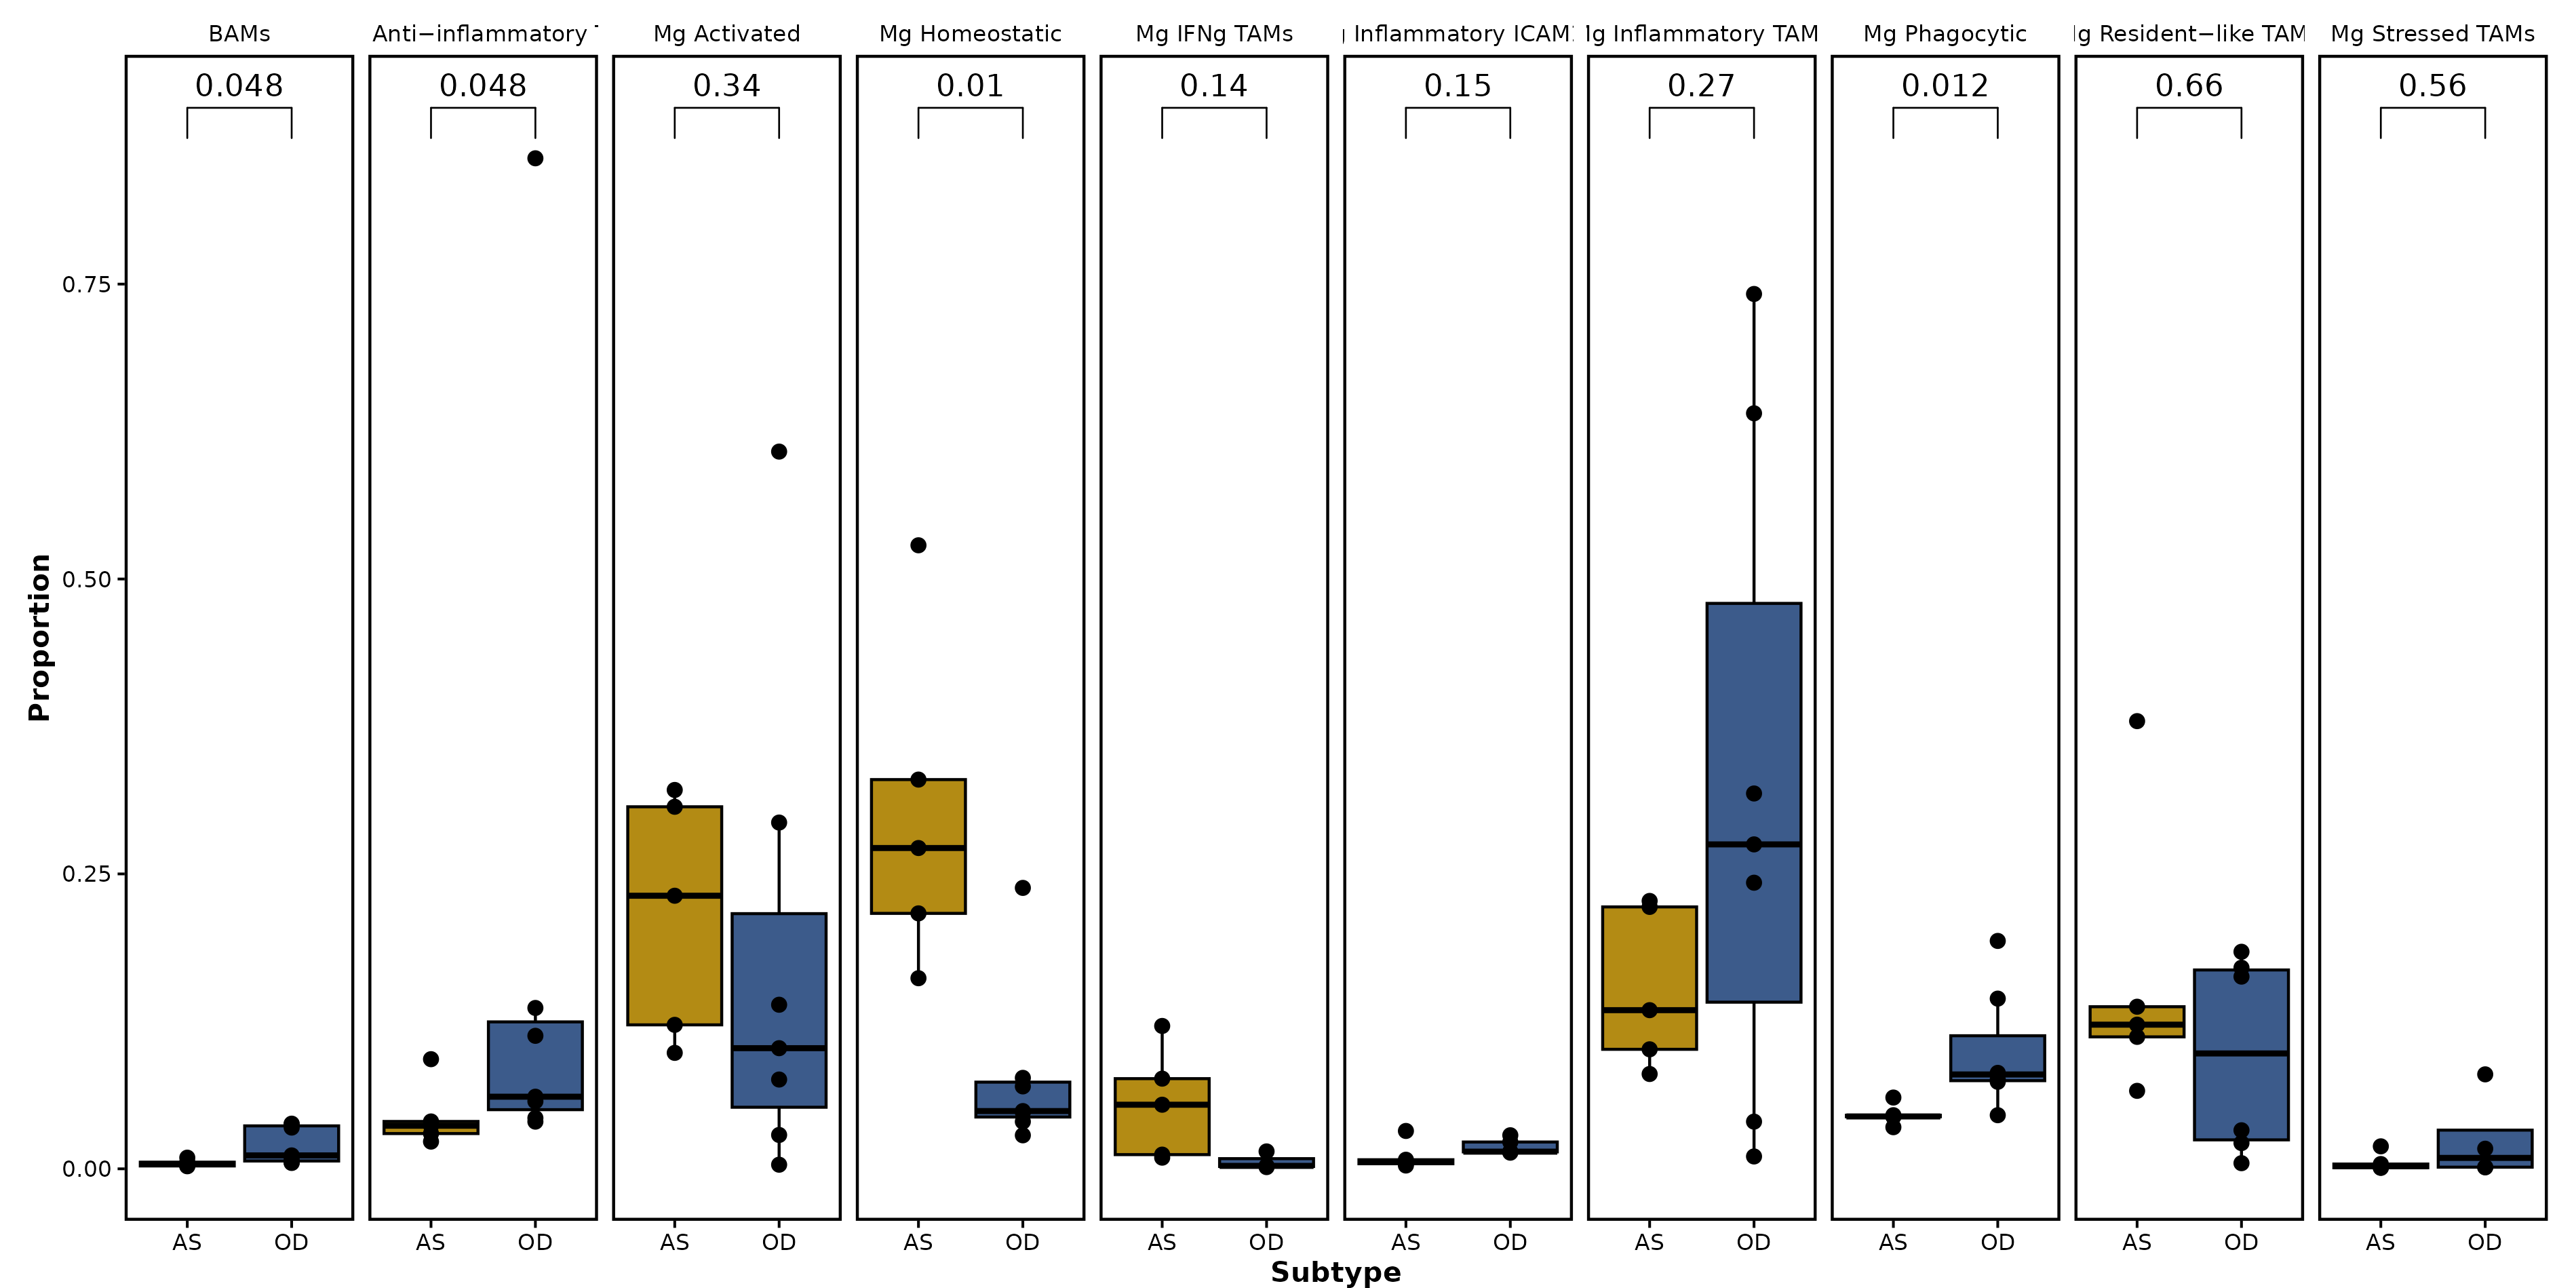 BAMs Anti−inflammatory Mg Activated Mg Homeostatic Mg IFNg TAMs Inflammatory ICAM Inflammatory TAM Mg Phagocytic Resident−like TAM Mg Stressed TAMs
0.048 0.048 0.34 0.01 0.14 0.15 0.27 0.012 0.66 0.56
0.75
0.50
0.25
0.00
Proportion
AS OD AS OD AS OD AS OD AS OD AS OD AS OD AS OD AS OD AS OD
Subtype